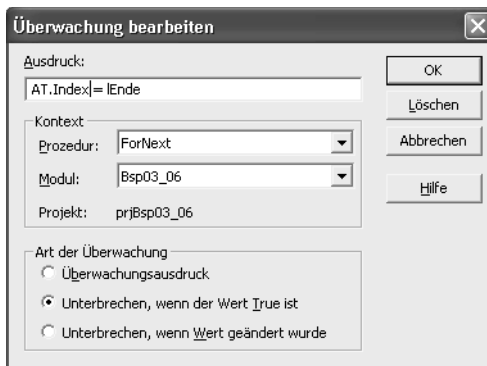 Überwachung bearbeiten
Ausdruck:
AT.Index= lEnde
OK
Löschen
Abbrechen
Hilfe
Kontext
Prozedur: ForNext
Modul: Bsp03_06
Projekt: prjBsp03_06
Art der Überwachung
Überwachungsausdruck
Unterbrechen, wenn der Wert True ist
Unterbrechen, wenn Wert geändert wurde